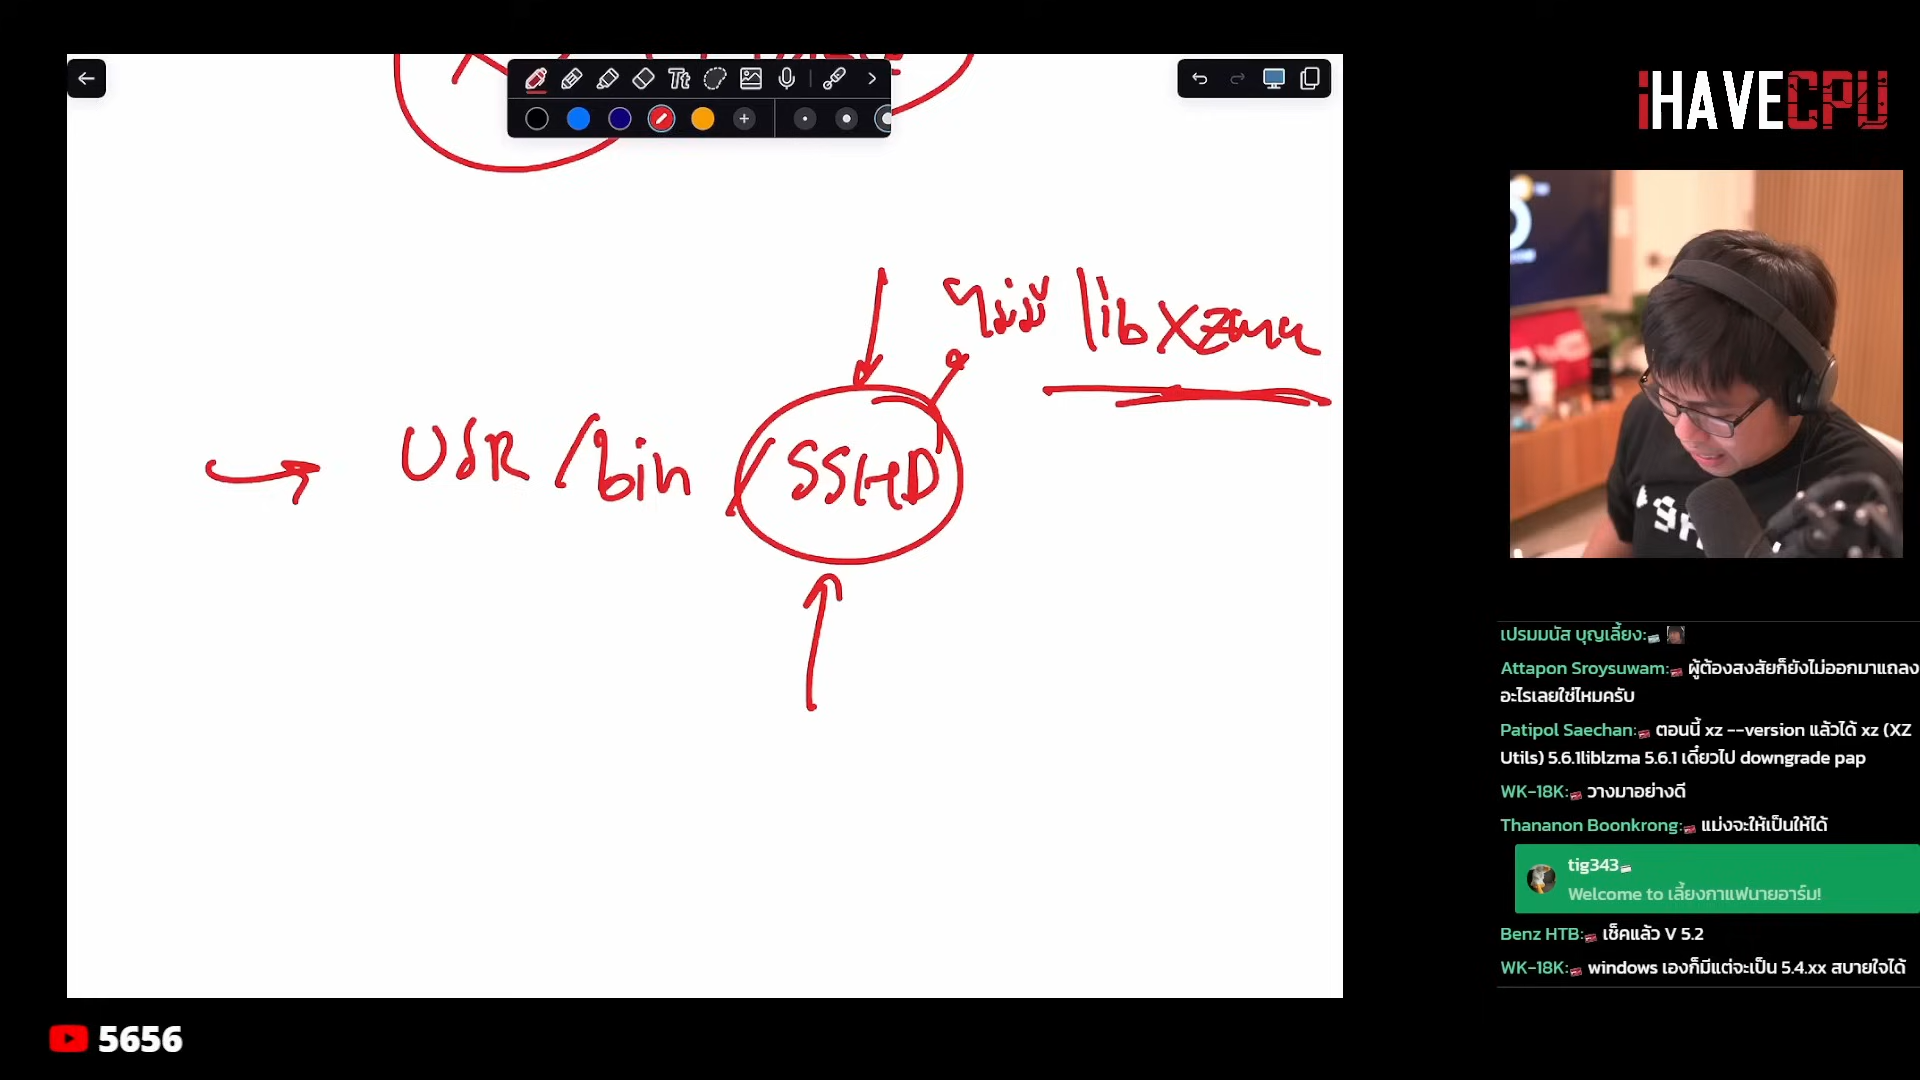 iHAVECPU
Tt
ไม่มี libXzma
USR /bin /SSHD
เปรมมนัส บุญเลี้ยง:
Attapon Sroysuwam: ผู้ต้องสงสัยก็ยังไม่ออกมาแถลง
อะไรเลยใช่ไหมครับ
Patipol Saechan: ตอนนี้ xz --version แล้วได้ xz (XZ
Utils) 5.6.1liblzma 5.6.1 เดี๋ยวไป downgrade pap
WK-18K: วางมาอย่างดี
Thananon Boonkrong: แม่งจะให้เป็นให้ได้
tig343
Welcome to เลี้ยงกาแฟนายอาร์ม!
Benz HTB: เช็คแล้ว V 5.2
WK-18K: windows เองก็มีแต่จะเป็น 5.4.xx สบายใจได้
5656